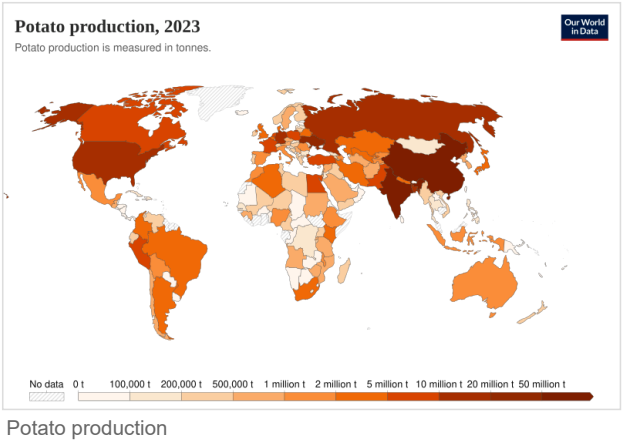 Potato production, 2023
Our World
in Data
Potato production is measured in tonnes.
No data 0 t 100,000 t 200,000 t 500,000 t 1 million t 2 million t 5 million t 10 million t 20 million t 50 million t
Potato production